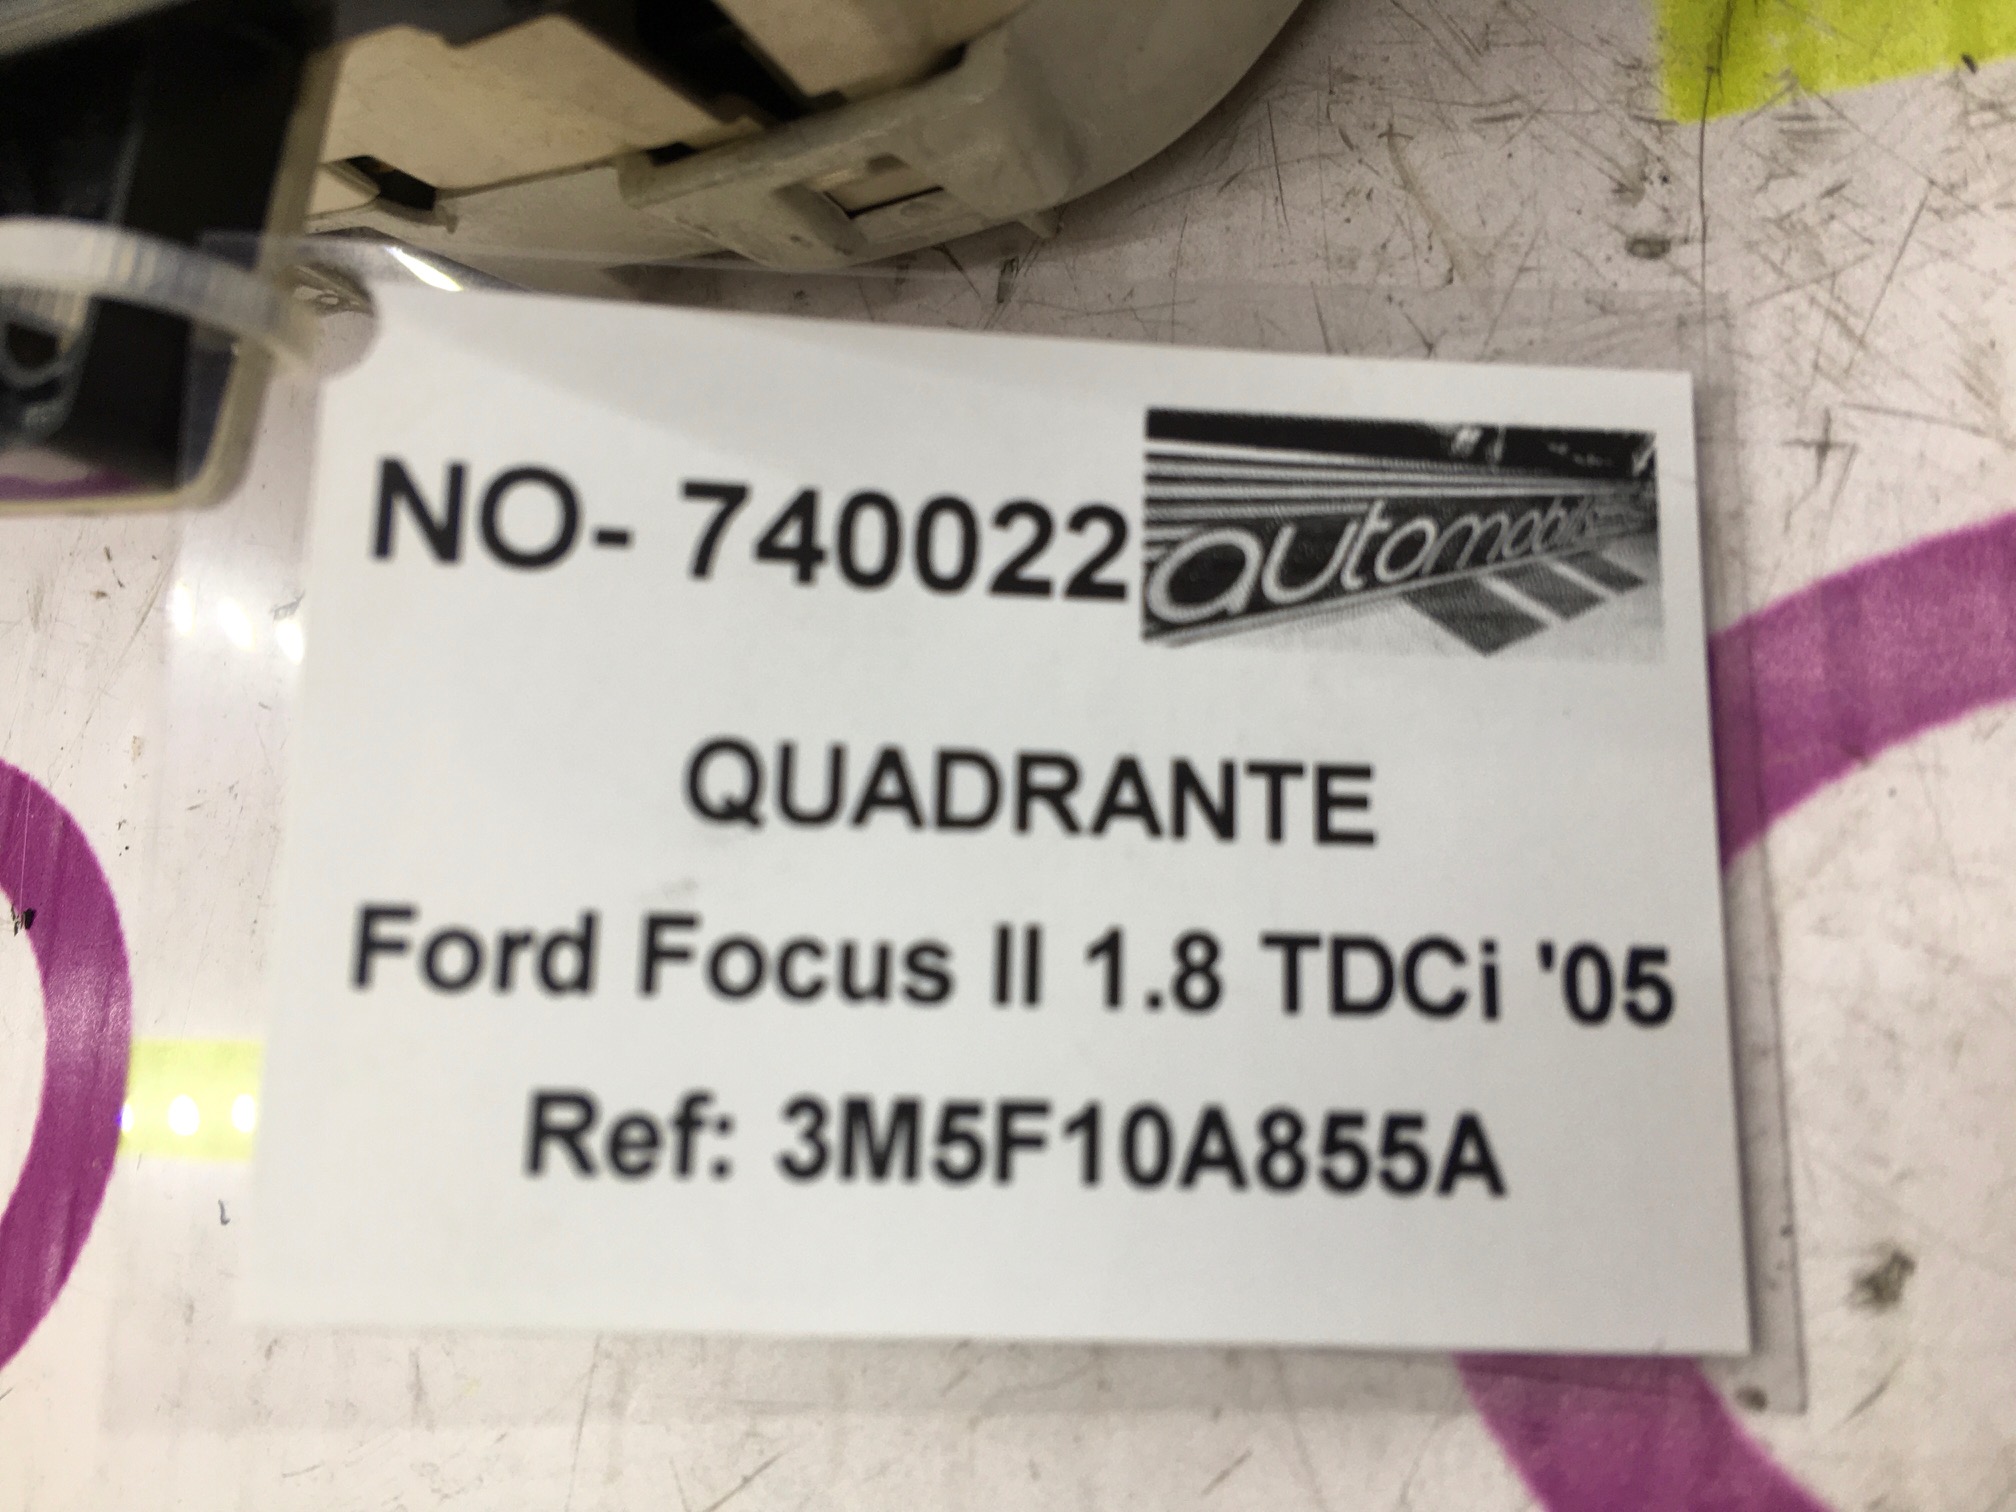 NO- 740022
automobile
QUADRANTE
Ford Focus II 1.8 TDCi '05
Ref: 3M5F10A855A